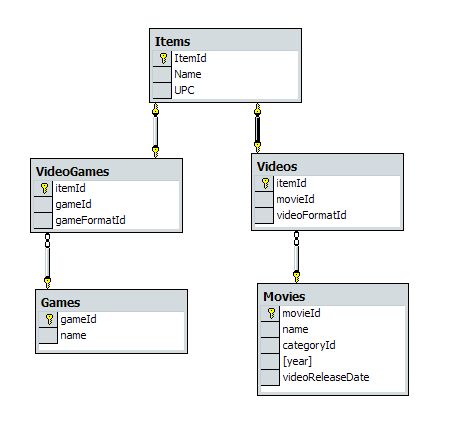 Items
ItemId
Name
UPC
VideoGames
itemId
gameId
gameFormatId
Videos
itemId
movieId
videoFormatId
Games
gameId
name
Movies
movieId
name
categoryId
[year]
videoReleaseDate